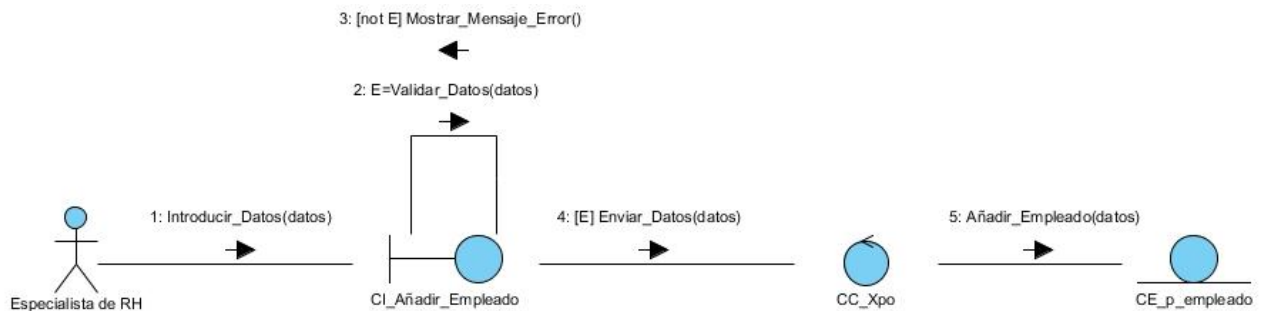 3: [not E] Mostrar_Mensaje_Error()
2: E=Validar_Datos(datos)
1: Introducir_Datos(datos)
4: [E] Enviar_Datos(datos)
5: Añadir_Empleado(datos)
Especialista de RH
CI_Añadir_Empleado
CC_Xpo
CE_p_empleado